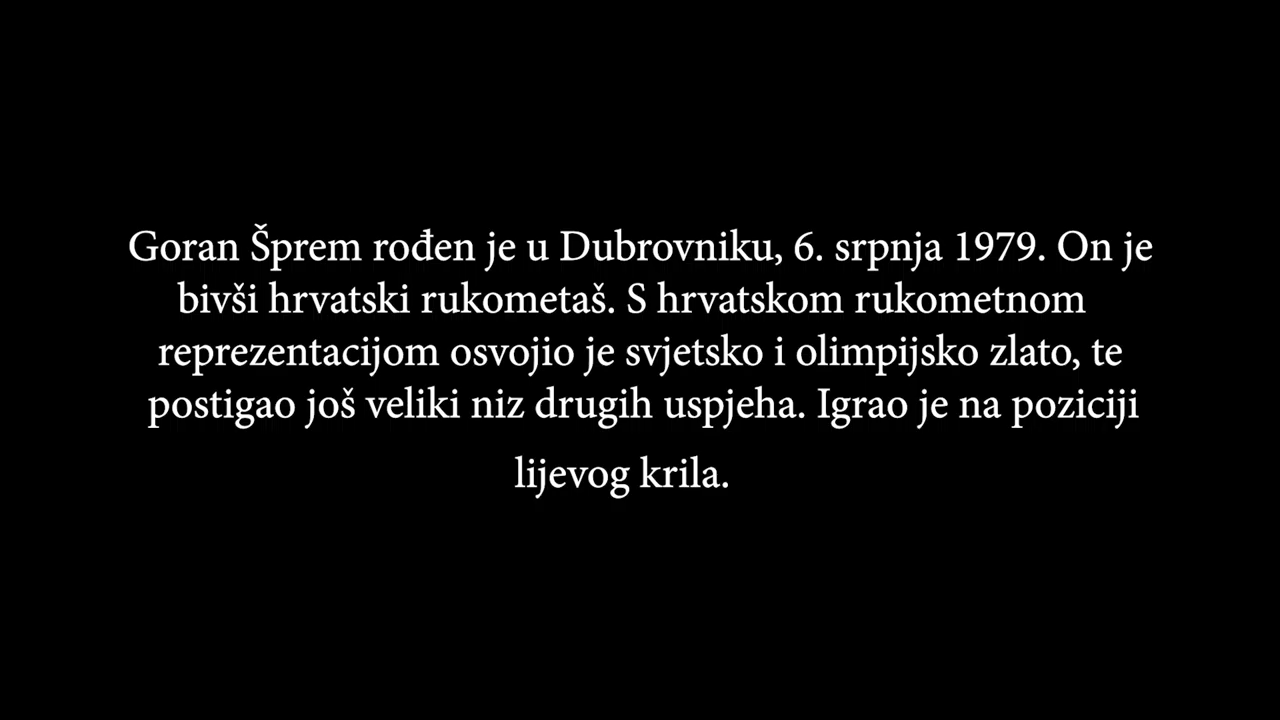 Goran Šprem rođen je u Dubrovniku, 6. srpnja 1979. On je
bivši hrvatski rukometaš. S hrvatskom rukometnom
reprezentacijom osvojio je svjetsko i olimpijsko zlato, te
postigao još veliki niz drugih uspjeha. Igrao je na poziciji
lijevog krila.